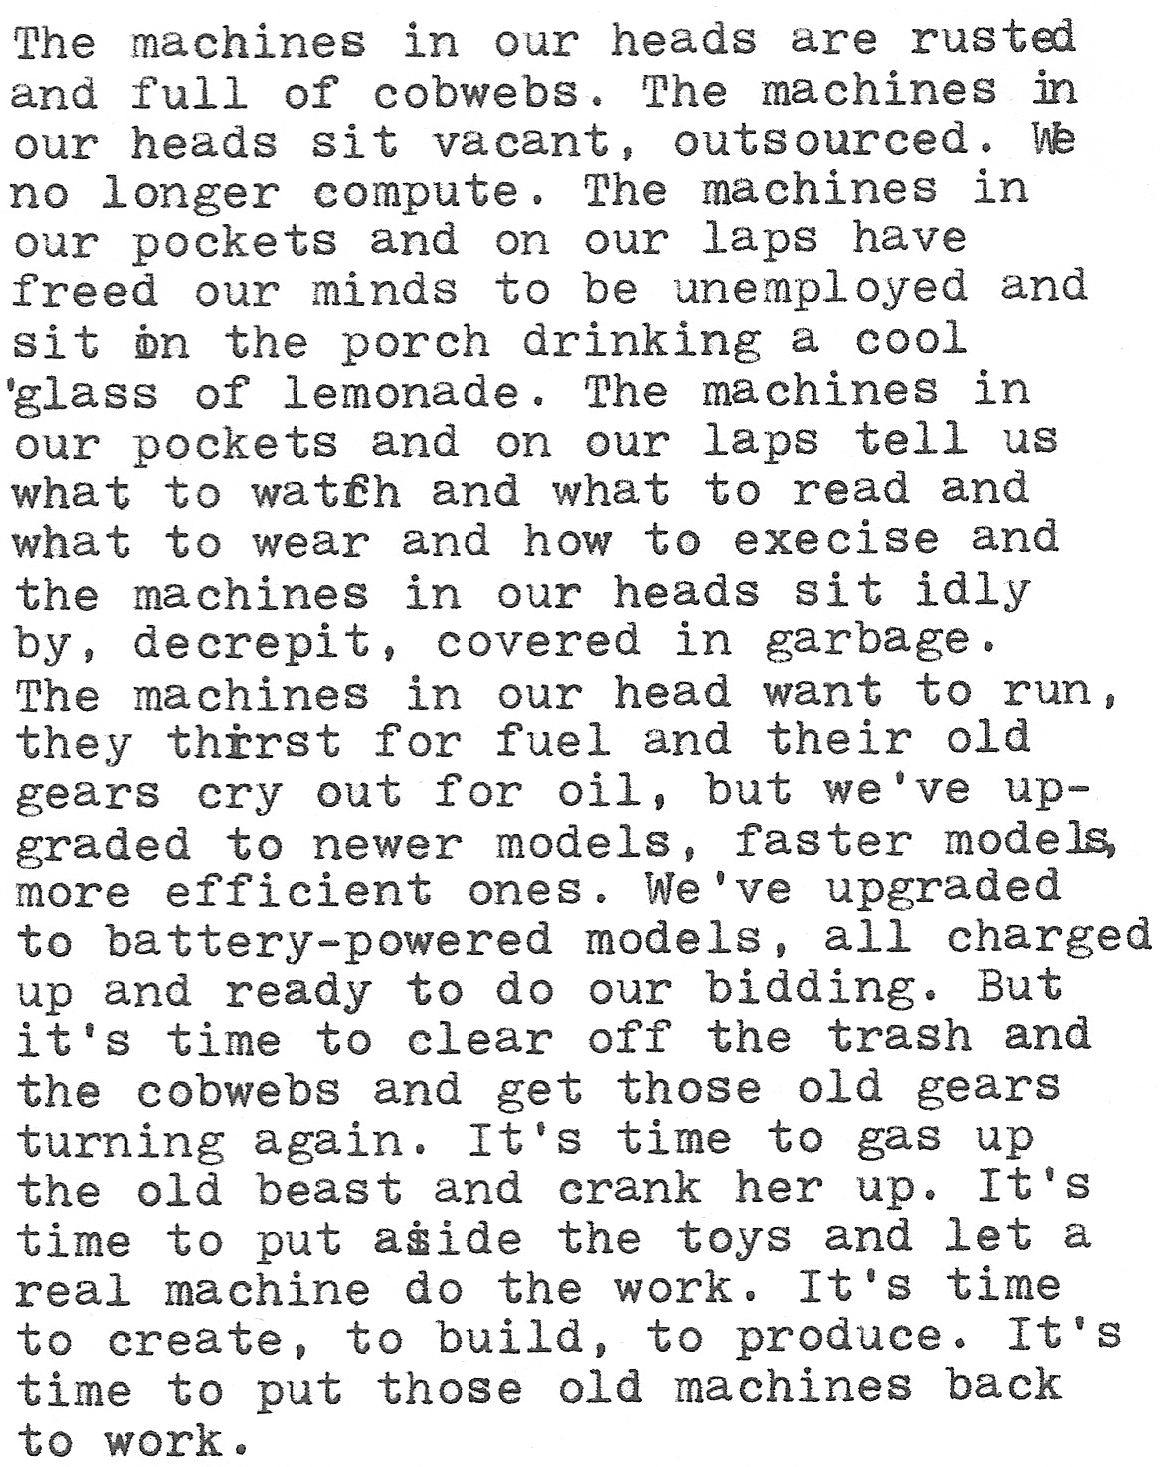 The machines in our heads are rusted
and full of cobwebs. The machines in
our heads sit vacant, outsourced. We
no longer compute. The machines in
our pockets and on our laps have
freed our minds to be unemployed and
sit on the porch drinking a cool
'glass of lemonade. The machines in
our pockets and on our laps tell us
what to watch and what to read and
what to wear and how to execise and
the machines in our heads sit idly
by, decrepit, covered in garbage.
The machines in our head want to run,
they thirst for fuel and their old
gears cry out for oil, but we've up-
graded to newer models, faster models,
more efficient ones. We've upgraded
to battery-powered models, all charged
up and ready to do our bidding. But
it's time to clear off the trash and
the cobwebs and get those old gears
turning again. It's time to gas up
the old beast and crank her up. It's
time to put aside the toys and let a
real machine do the work. It's time
to create, to build, to produce. It's
time to put those old machines back
to work.